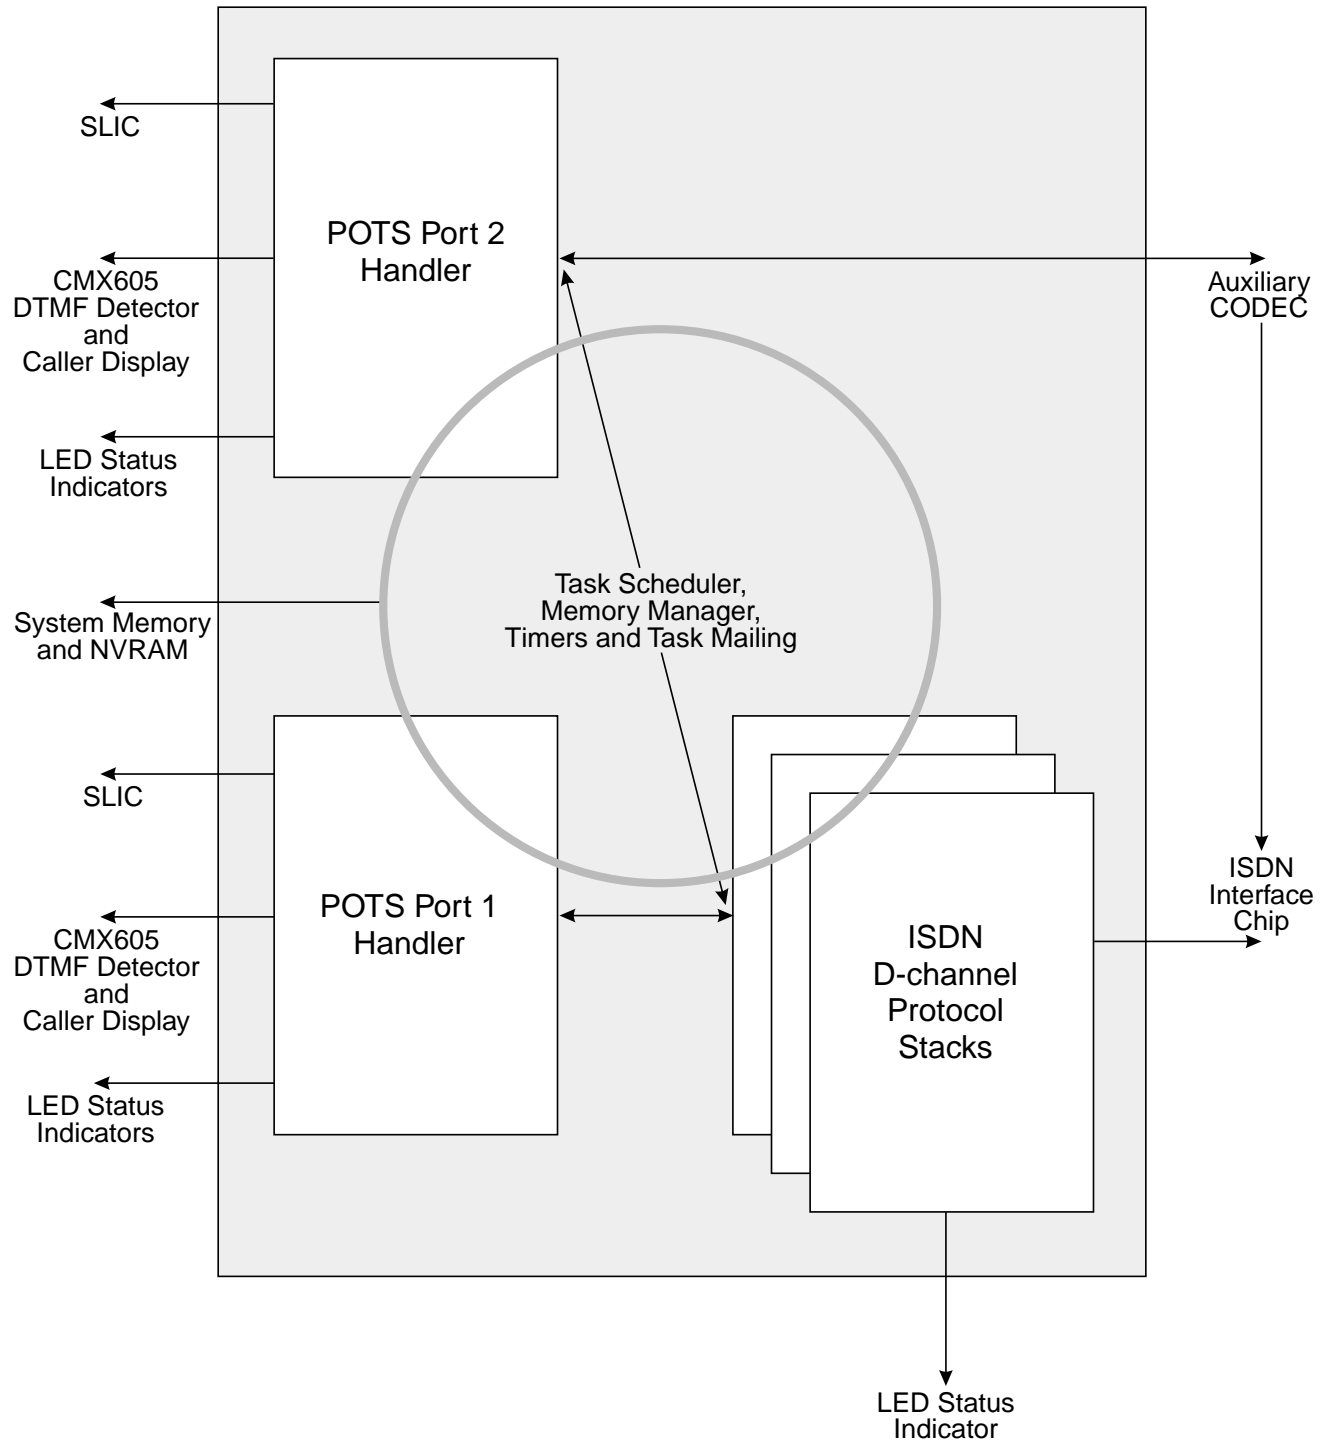 SLIC
POTS Port 2
Handler
CMX605
DTMF Detector
and
Caller Display
Auxiliary
CODEC
LED Status
Indicators
Task Scheduler,
Memory Manager,
Timers and Task Mailing
System Memory
and NVRAM
SLIC
POTS Port 1
Handler
CMX605
DTMF Detector
and
Caller Display
ISDN
D-channel
Protocol
Stacks
ISDN
Interface
Chip
LED Status
Indicators
LED Status
Indicator